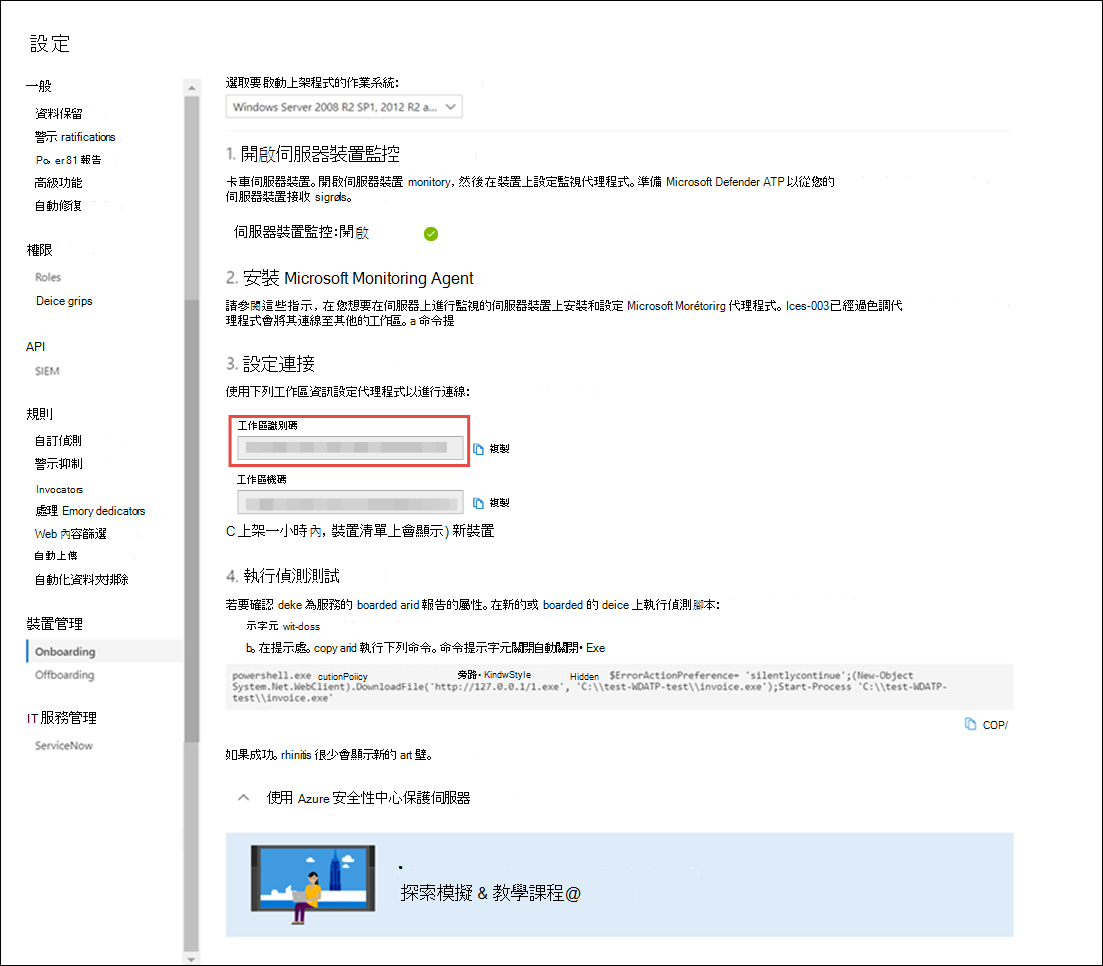 設定
一般
資料保留
警示 ratifications
Po, er 81 報告
高級功能
自動修復
權限
Roles
Deice grips
API
SIEM
規則
自訂偵測
警示抑制
Invocators
處理 Emory dedicators
Web 內容篩選
自動上傳
自動化資料夾排除
裝置管理
Onboarding
Offboarding
IT 服務管理
ServiceNow
選取要啟動上架程式的作業系統:
Windows Server 2008 R2 SP1, 2012 R2 a...
1. 開啟伺服器裝置監控
卡車伺服器裝置。開啟伺服器裝置 monitory, 然後在裝置上設定監視代理程式。準備 Microsoft Defender ATP 以從您的
伺服器裝置接收 sigrøls。
伺服器裝置監控:開啟
2. 安裝 Microsoft Monitoring Agent
請參閱這些指示, 在您想要在伺服器上進行監視的伺服器裝置上安裝和設定 Microsoft Morétorirg 代理程式。Ices-003已經過色調代
理程式會將其連線至其他的工作區。a 命令提
3. 設定連接
使用下列工作區資訊設定代理程式以進行連線:
工作區識別碼
複製
工作區機碼
複製
C 上架一小時內, 裝置清單上會顯示) 新裝置
4. 執行偵測測試
若要確認 deke 為服務的 boarded arid 報告的屬性。在新的或 boarded 的 deice 上執行偵測腳本:
示字元 wit-doss
b。在提示處。copy arid 執行下列命令。命令提示字元關閉自動關閉• Exe
powershell.exe cutionPoiicy 旁路• KindwStyle Hidden $ErrorActionPreference= 'silentlycontinue';(New-Object
System.Net.WebClient).DownloadFile('http://127.0.0.1/1.exe', 'C:\\test-WDATP-test\\invoice.exe');Start-Process 'C:\\test-WDATP-
test\\invoice.exe'
COP/
如果成功。rhinitis 很少會顯示新的 art 壁。
使用 Azure 安全性中心保護伺服器
探索模擬 & 教學課程@